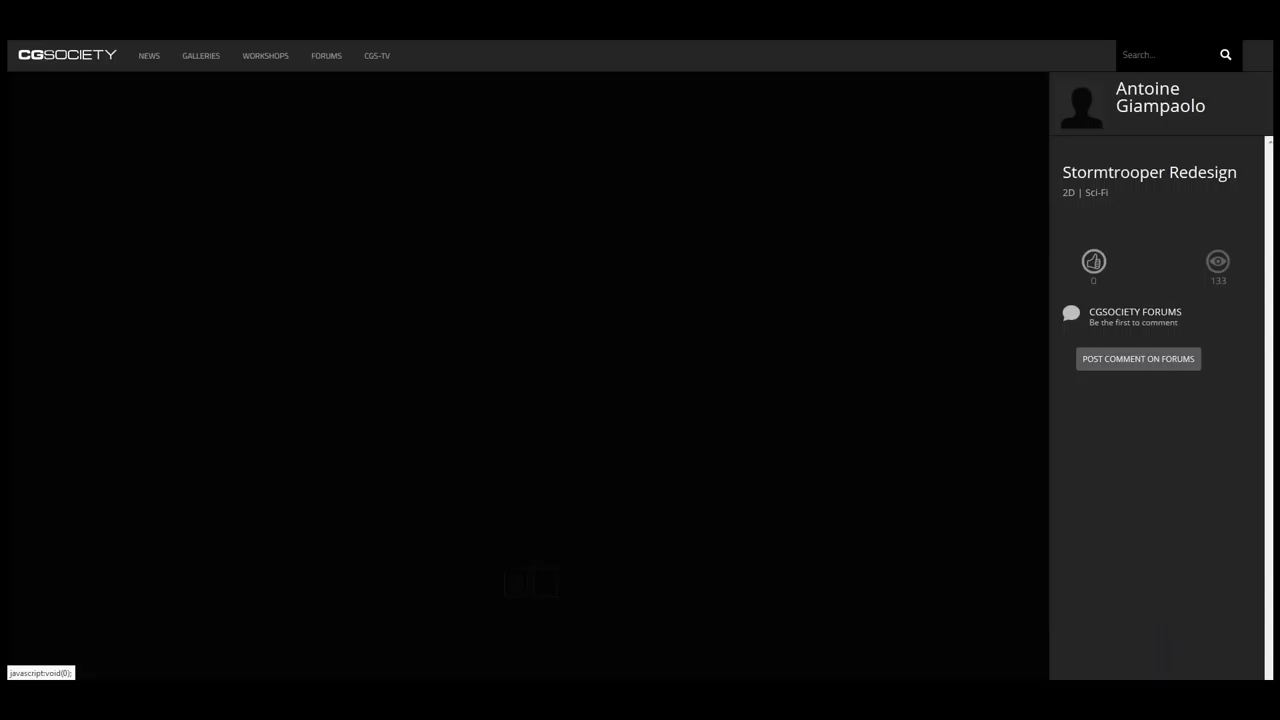 CGSOCIETY NEWS GALLERIES WORKSHOPS FORUMS CGS-TV Search...
Antoine
Giampaolo
Stormtrooper Redesign
2D | Sci-Fi
0 133
CGSOCIETY FORUMS
Be the first to comment
POST COMMENT ON FORUMS
javascript:void(0);